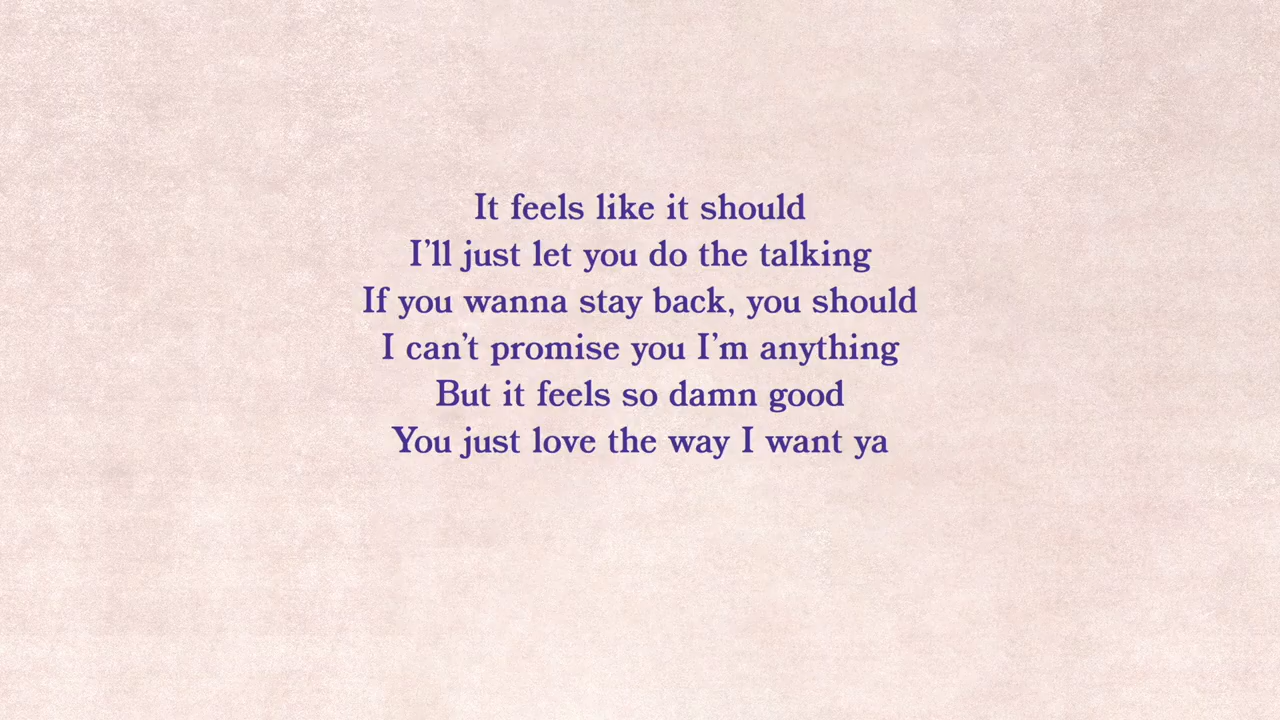 It feels like it should
I’ll just let you do the talking
If you wanna stay back, you should
I can’t promise you I’m anything
But it feels so damn good
You just love the way I want ya